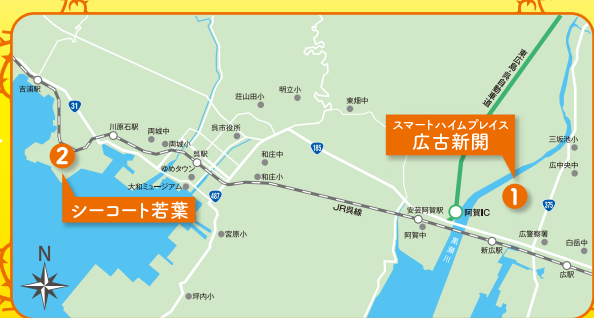 吉浦駅
31
川原石駅
両城中
両城小
荘山田小
明立小
東畑中
呉市役所
呉駅
ゆめタウン
大和ミュージアム
和庄中
和庄小
185
487
2
シーコート若葉
宮原小
坪内小
N
JR呉線
東広島・呉自動車道
スマートハイムプレイス
広古新開
1
三坂地小
広中央中
375
安芸阿賀駅
阿賀IC
阿賀中
黒瀬川
新広駅
広警察署
白岳中
広駅